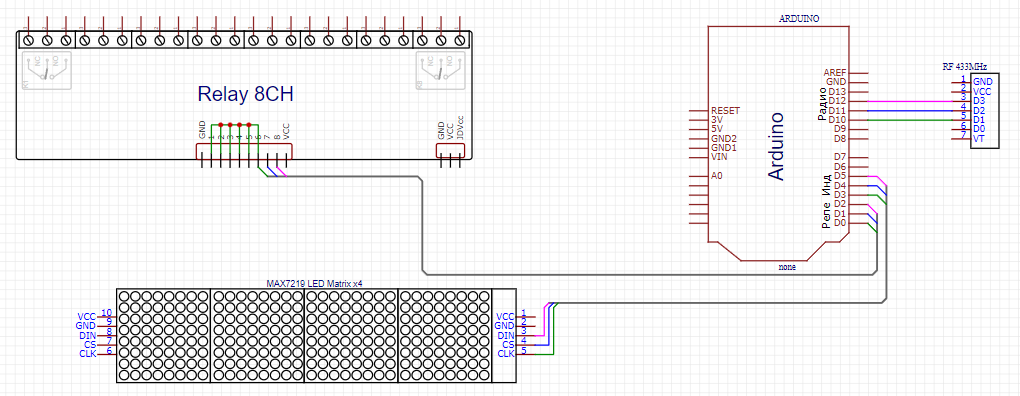 ARDUINO
RF 433MHz
AREF
GND
D13
D12
D11
D10
D9
D8
D7
D6
D5
D4
D3
D2
D1
D0
RESET
3V
5V
GND2
GND1
VIN
A0
Радио
Реле Инд
Arduino
none
1 GND
2 VCC
3 D3
4 D2
5 D1
6 D0
7 VT
NC
NO
NC
NO
Relay 8CH
GND
1
2
3
4
5
6
7
8
VCC
GND
VCC
JDVcc
MAX7219 LED Matrix x4
VCC 10
GND 9
DIN 8
CS 7
CLK 6
VCC 1
GND 2
DIN 3
CS 4
CLK 5